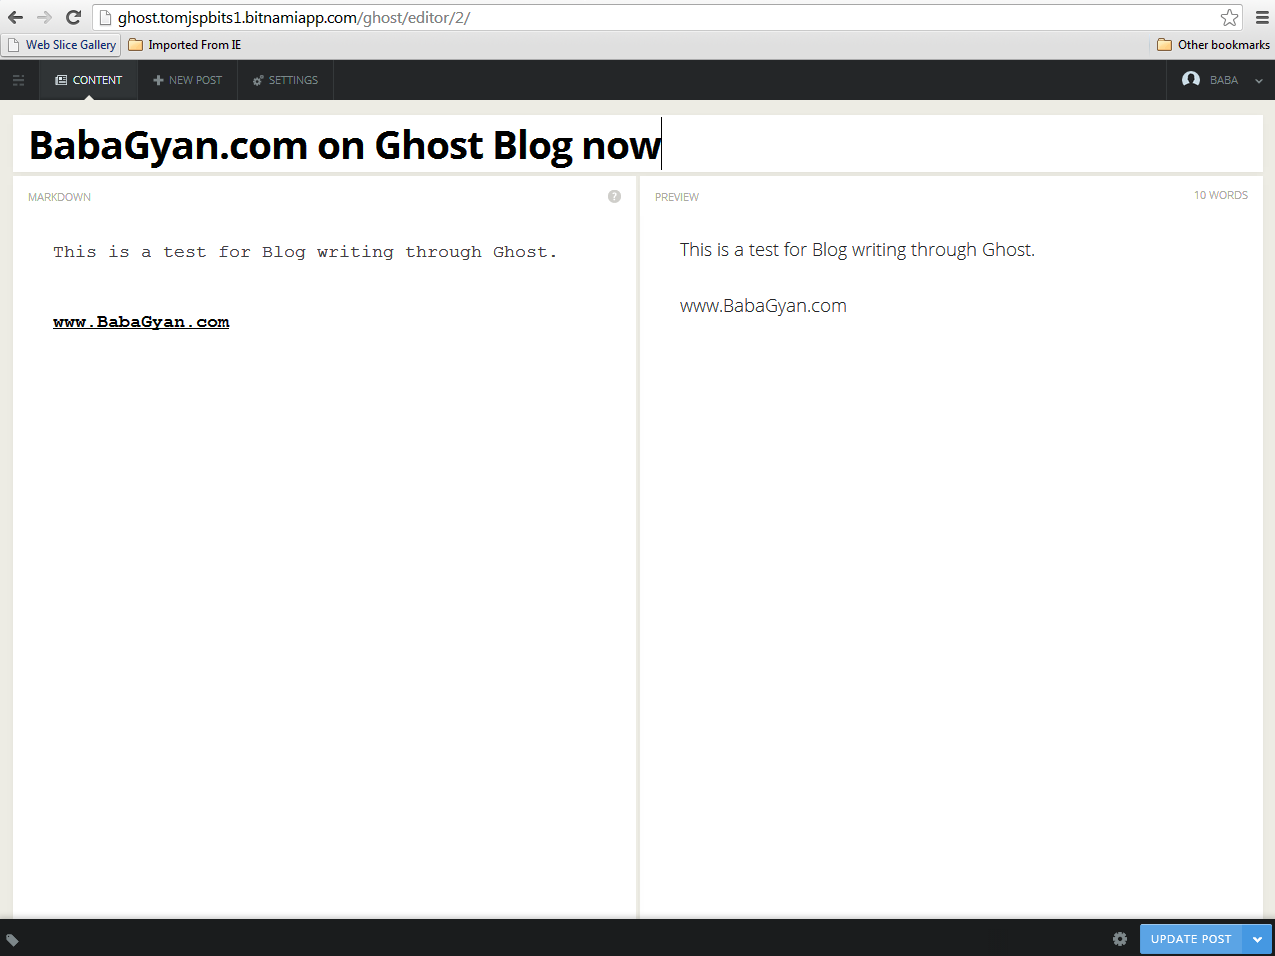 ghost.tomjspbits1.bitnamiapp.com/ghost/editor/2/
Web Slice Gallery Imported From IE Other bookmarks
CONTENT NEW POST SETTINGS BABA
BabaGyan.com on Ghost Blog now
MARKDOWN ?
This is a test for Blog writing through Ghost.
www.BabaGyan.com
PREVIEW 10 WORDS
This is a test for Blog writing through Ghost.
www.BabaGyan.com
UPDATE POST